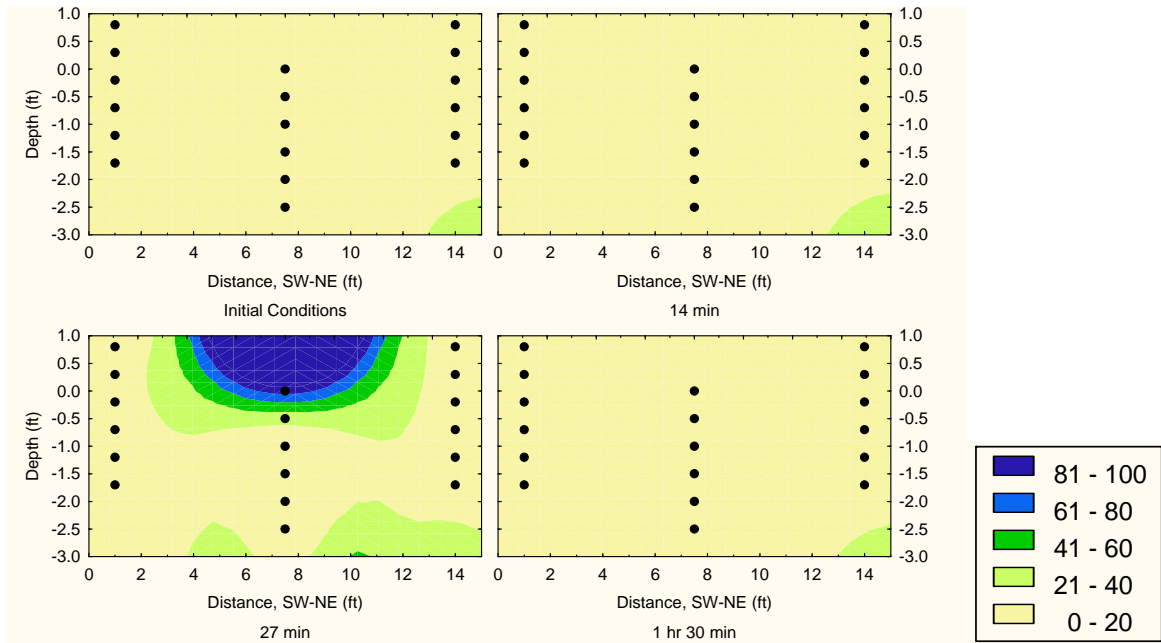 1.0
0.5
0.0
-0.5
-1.0
-1.5
-2.0
-2.5
-3.0
Depth (ft)
0 2 4 6 8 10 12 14
Distance, SW-NE (ft)
Initial Conditions
1.0
0.5
0.0
-0.5
-1.0
-1.5
-2.0
-2.5
-3.0
0 2 4 6 8 10 12 14
Distance, SW-NE (ft)
14 min
1.0
0.5
0.0
-0.5
-1.0
-1.5
-2.0
-2.5
-3.0
Depth (ft)
0 2 4 6 8 10 12 14
Distance, SW-NE (ft)
27 min
1.0
0.5
0.0
-0.5
-1.0
-1.5
-2.0
-2.5
-3.0
0 2 4 6 8 10 12 14
Distance, SW-NE (ft)
1 hr 30 min
81 - 100
61 - 80
41 - 60
21 - 40
0 - 20